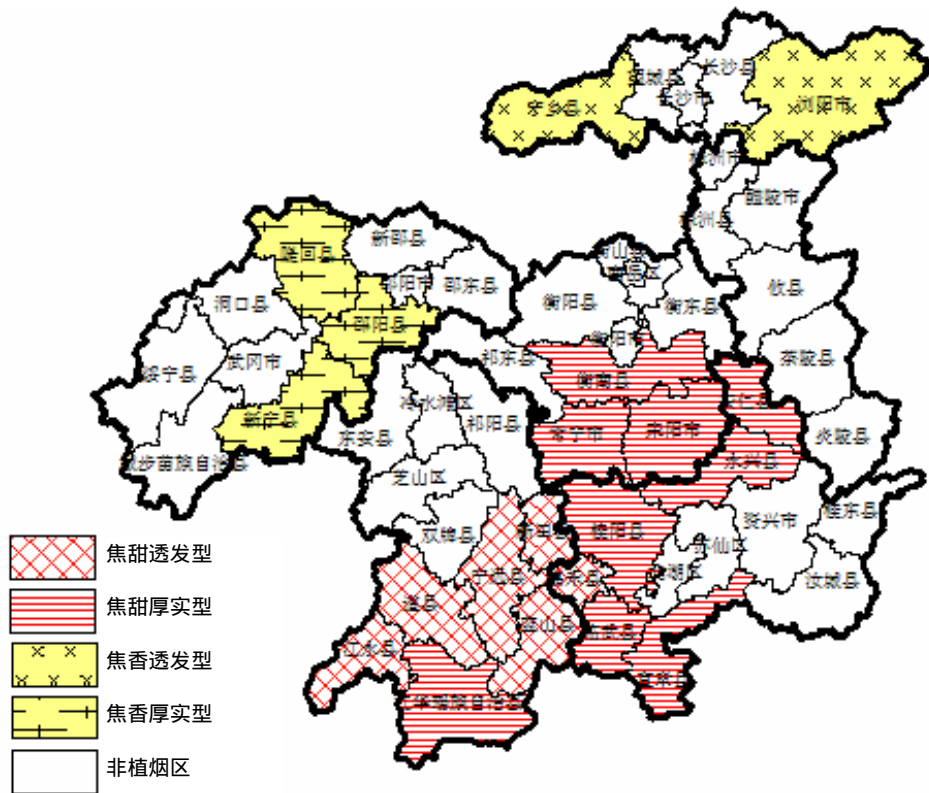 望城县
长沙县
长沙市
宁乡县
浏阳市
株洲市
醴陵市
株洲县
隆回县
新邵县
邵阳市
邵东县
洞口县
邵阳县
衡阳县
衡东县
攸县
衡阳市
武冈市
绥宁县
祁东县
茶陵县
衡南县
新宁县
冷水滩区
祁阳县
常宁市
耒阳市
安仁县
东安县
炎陵县
城步苗族自治县
永兴县
芝山区
双牌县
新田县
桂阳县
资兴市
桂东县
苏仙区
宁远县
嘉禾县
北湖区
汝城县
道县
蓝山县
临武县
江永县
宜章县
江华瑶族自治县
焦甜透发型
焦甜厚实型
焦香透发型
焦香厚实型
非植烟区